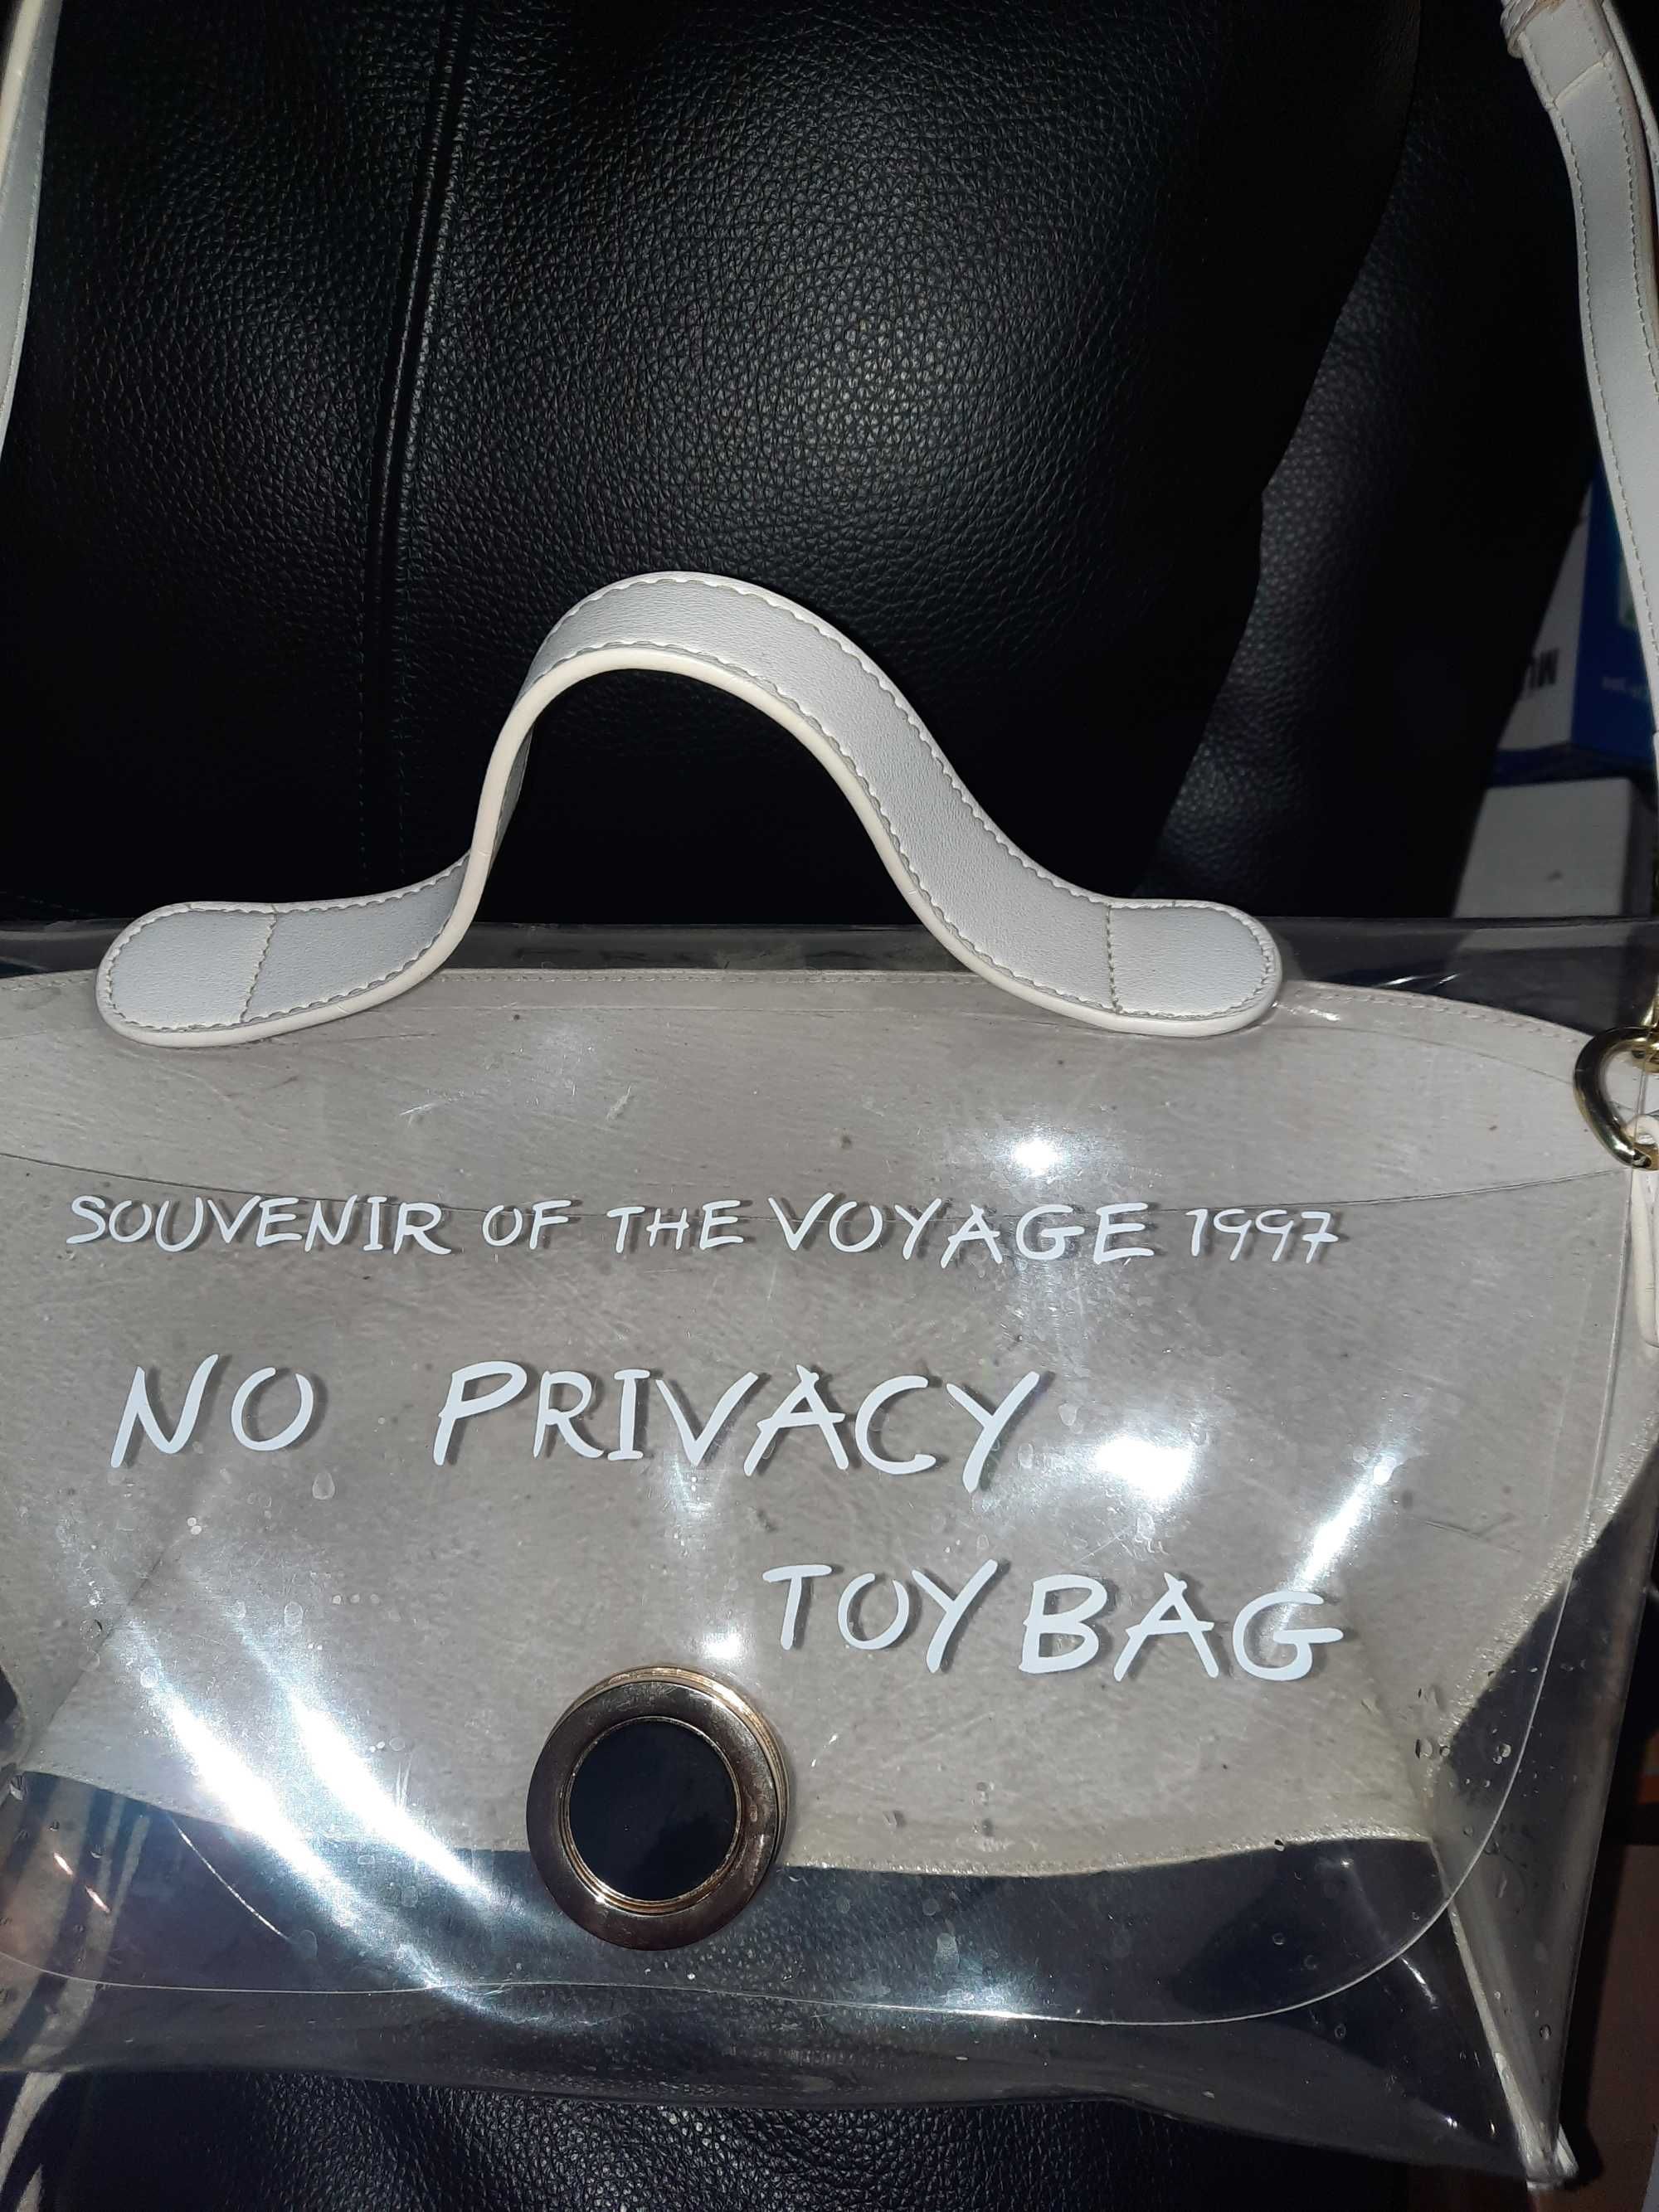 SOUVENIR OF THE VOYAGE 1997
NO PRIVACY
TOY BAG